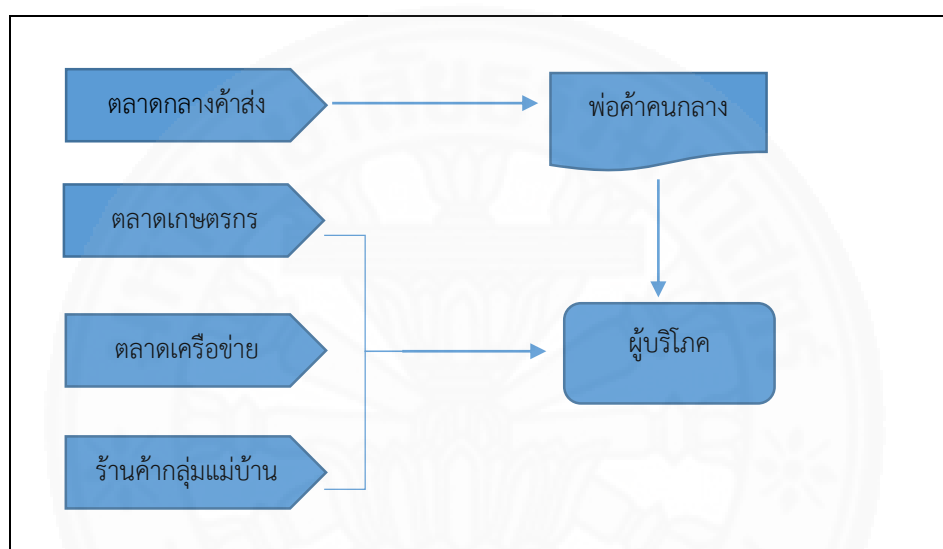 ตลาดกลางค้าส่ง
พ่อค้าคนกลาง
ตลาดเกษตรกร
ตลาดเครือข่าย
ผู้บริโภค
ร้านค้ากลุ่มแม่บ้าน